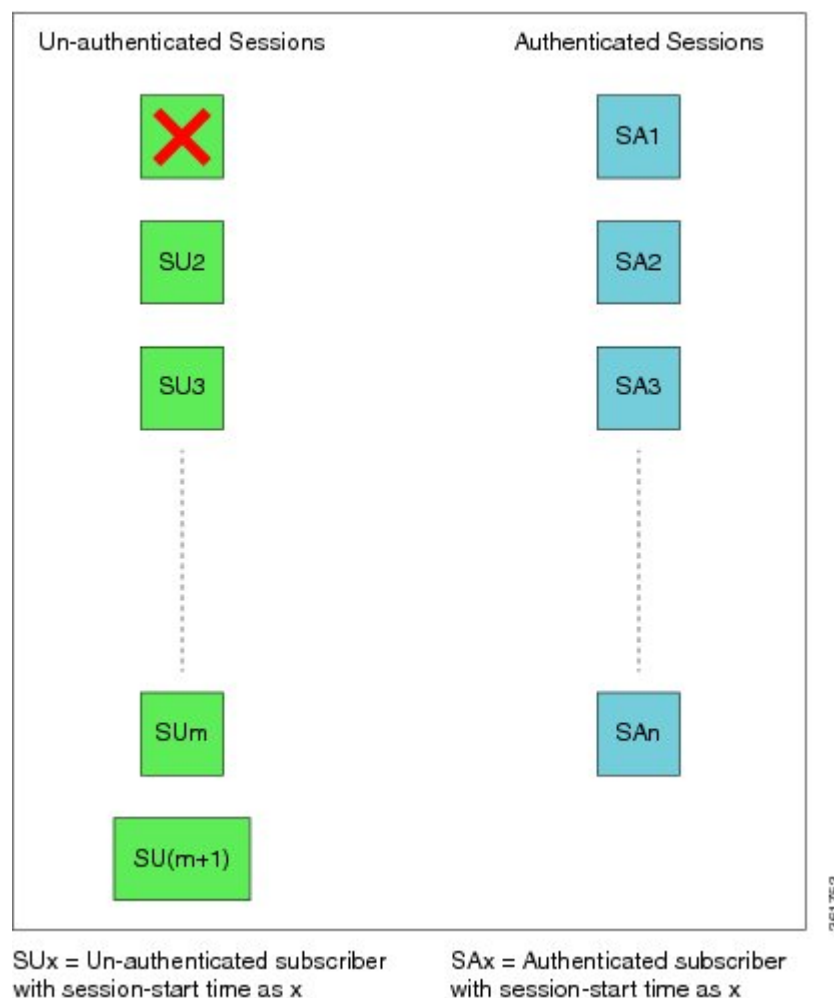 Un-authenticated Sessions
Authenticated Sessions
SA1
SU2
SA2
SU3
SA3
SUm
SAn
SU(m+1)
361753
SUx = Un-authenticated subscriber
with session-start time as x
SAx = Authenticated subscriber
with session-start time as x